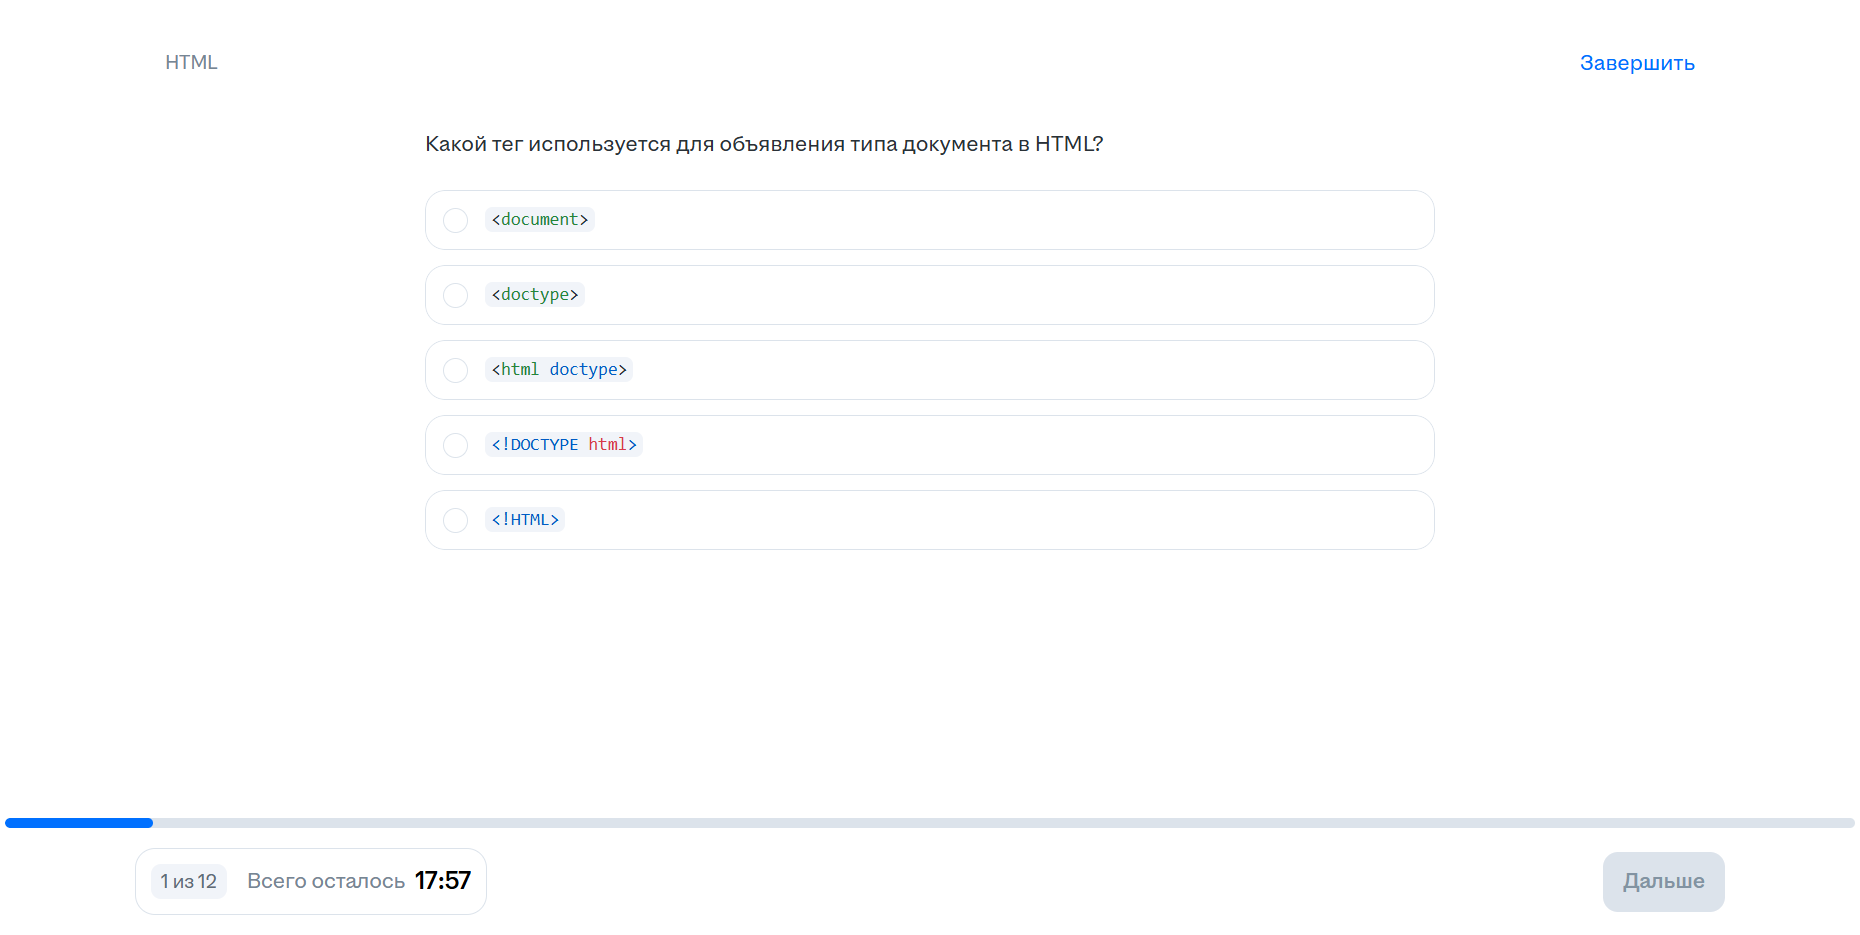 HTML
Завершить
Какой тег используется для объявления типа документа в HTML?
<document>
<doctype>
<html doctype>
<!DOCTYPE html>
<!HTML>
1 из 12
Всего осталось 17:57
Дальше